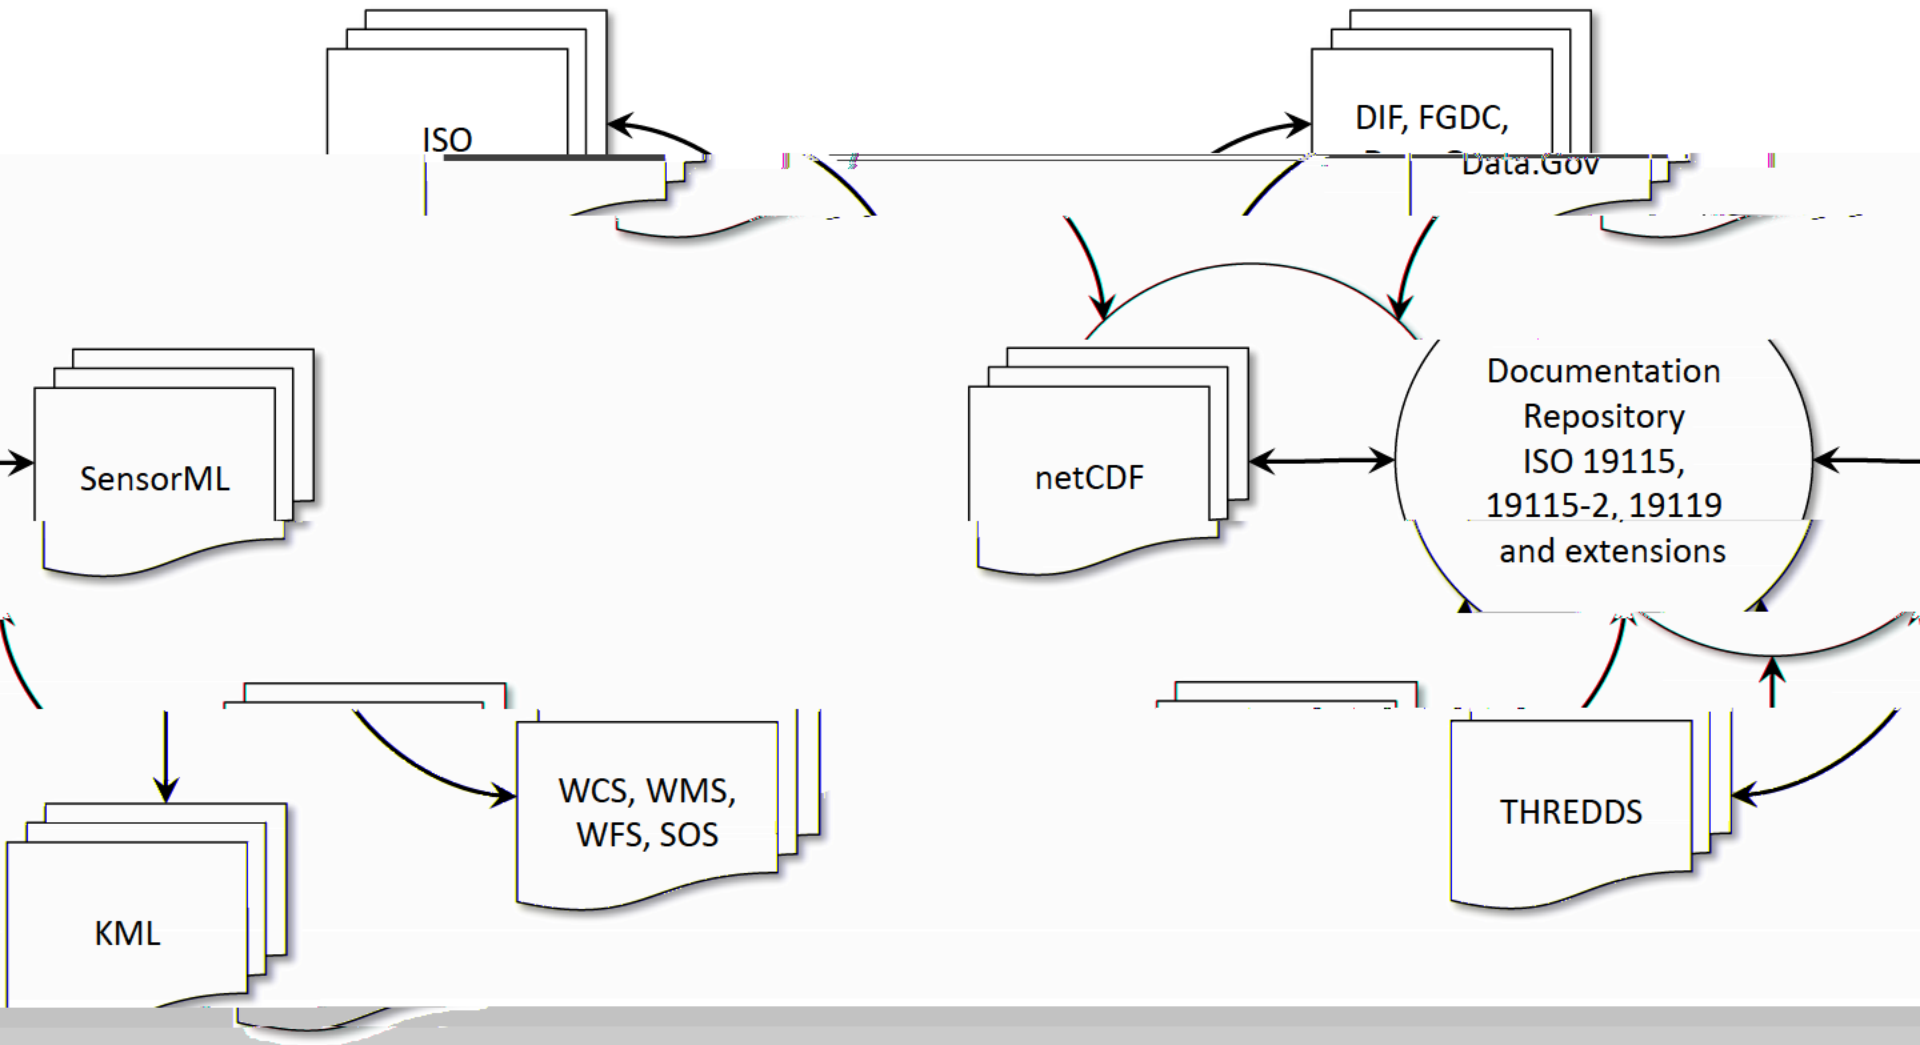 ISO
DIF, FGDC,
Data.Gov
SensorML
netCDF
Documentation
Repository
ISO 19115,
19115-2, 19119
and extensions
WCS, WMS,
WFS, SOS
THREDDS
KML